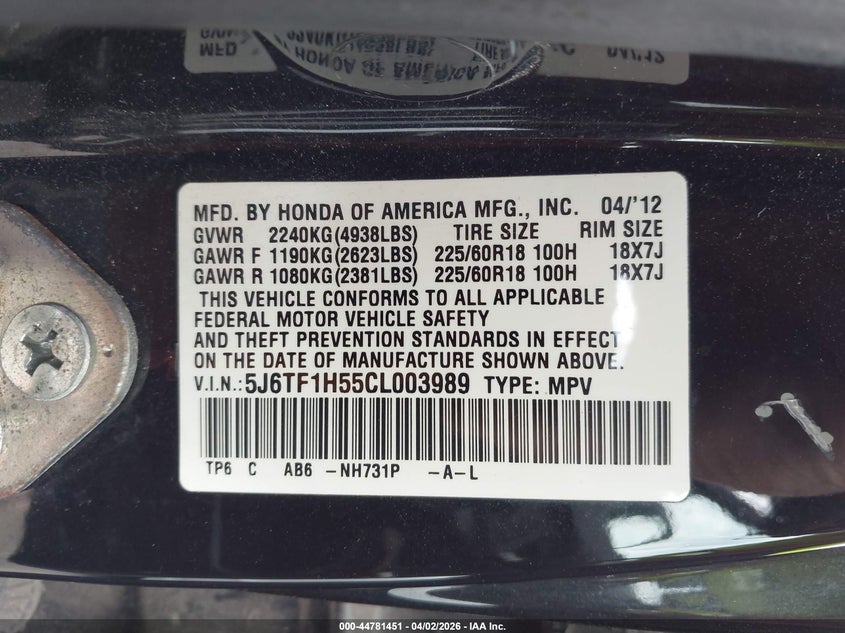 MFD. BY HONDA OF AMERICA MFG., INC. 04/'12
GVWR 2240KG(4938LBS) TIRE SIZE RIM SIZE
GAWR F 1190KG(2623LBS) 225/60R18 100H 18X7J
GAWR R 1080KG(2381LBS) 225/60R18 100H 18X7J
THIS VEHICLE CONFORMS TO ALL APPLICABLE
FEDERAL MOTOR VEHICLE SAFETY
AND THEFT PREVENTION STANDARDS IN EFFECT
ON THE DATE OF MANUFACTURE SHOWN ABOVE.
V.I.N.: 5J6TF1H55CL003989 TYPE: MPV
TP6 C AB6 -NH731P -A-L
000-44781451 - 04/02/2026 - IAA Inc.